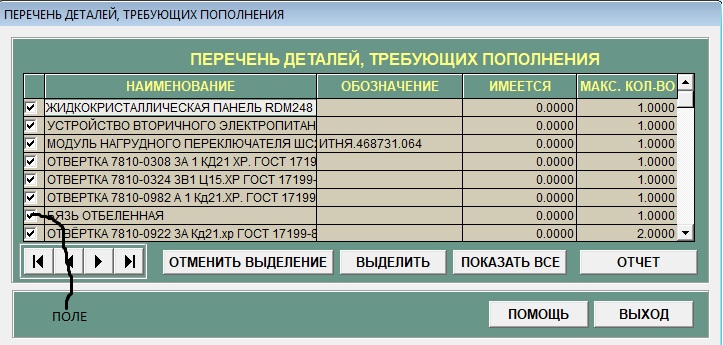 ПЕРЕЧЕНЬ ДЕТАЛЕЙ, ТРЕБУЮЩИХ ПОПОЛНЕНИЯ
ПЕРЕЧЕНЬ ДЕТАЛЕЙ, ТРЕБУЮЩИХ ПОПОЛНЕНИЯ
НАИМЕНОВАНИЕ ОБОЗНАЧЕНИЕ ИМЕЕТСЯ МАКС. КОЛ-ВО
ЖИДКОКРИСТАЛЛИЧЕСКАЯ ПАНЕЛЬ RDM248 0.0000 1.0000
УСТРОЙСТВО ВТОРИЧНОГО ЭЛЕКТРОПИТАН 0.0000 1.0000
МОДУЛЬ НАГРУДНОГО ПЕРЕКЛЮЧАТЕЛЯ ШС ИТНЯ.468731.064 0.0000 1.0000
ОТВЕРТКА 7810-0308 3А 1 КД21 ХР. ГОСТ 17199 0.0000 1.0000
ОТВЕРТКА 7810-0324 3В1 Ц15.ХР ГОСТ 17199- 0.0000 1.0000
ОТВЕРТКА 7810-0982 А 1 Кд21.ХР. ГОСТ 1719 0.0000 1.0000
БЯЗЬ ОТБЕЛЕННАЯ 0.0000 1.0000
ОТВЁРТКА 7810-0922 3А Кд21.хр ГОСТ 17199-8 0.0000 2.0000
ОТМЕНИТЬ ВЫДЕЛЕНИЕ ВЫДЕЛИТЬ ПОКАЗАТЬ ВСЕ ОТЧЕТ
ПОЛЕ
ПОМОЩЬ ВЫХОД